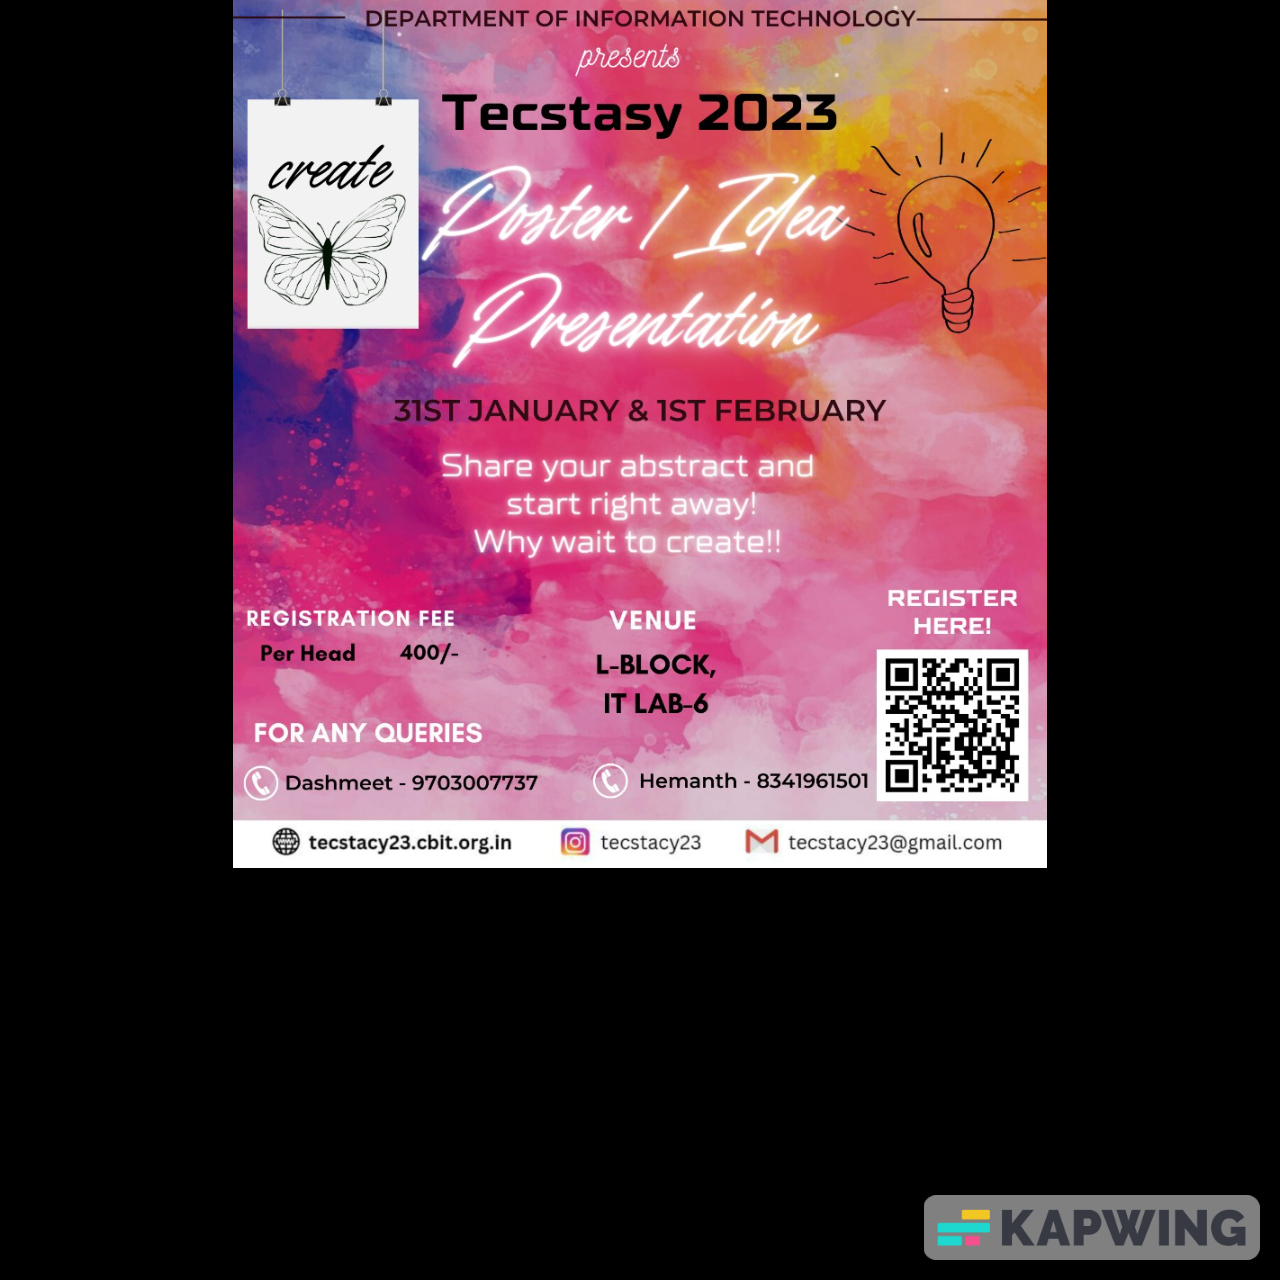 DEPARTMENT OF INFORMATION TECHNOLOGY
presents
Tecstasy 2023
create
Poster / Idea
Presentation
31ST JANUARY & 1ST FEBRUARY
Share your abstract and
start right away!
Why wait to create!!
REGISTRATION FEE
Per Head 400/-
VENUE
L-BLOCK,
IT LAB-6
REGISTER
HERE!
FOR ANY QUERIES
Dashmeet - 9703007737
Hemanth - 8341961501
www
tecstacy23.cbit.org.in
tecstacy23
tecstacy23@gmail.com
KAPWING